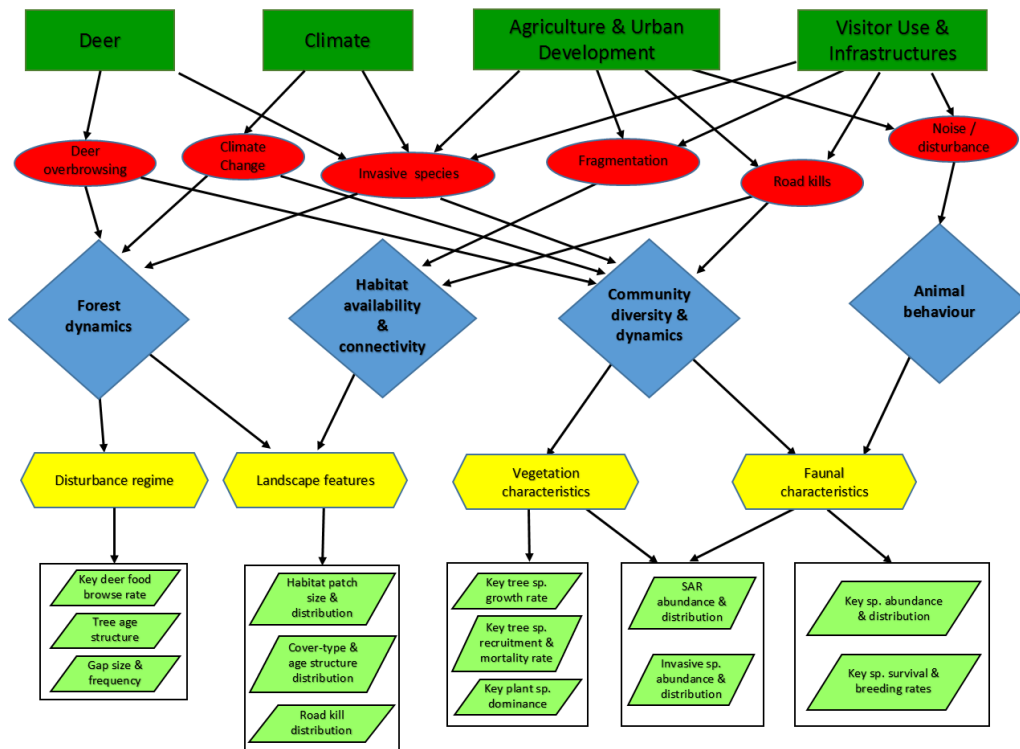 Deer
Climate
Agriculture & Urban
Development
Visitor Use &
Infrastructures
Deer
overbrowsing
Climate
Change
Invasive species
Fragmentation
Road kills
Noise /
disturbance
Forest
dynamics
Habitat
availability
&
connectivity
Community
diversity &
dynamics
Animal
behaviour
Disturbance regime
Landscape features
Vegetation
characteristics
Faunal
characteristics
Key deer food
browse rate
Tree age
structure
Gap size &
frequency
Habitat patch
size &
distribution
Cover-type &
age structure
distribution
Road kill
distribution
Key tree sp.
growth rate
Key tree sp.
recruitment &
mortality rate
Key plant sp.
dominance
SAR
abundance &
distribution
Invasive sp.
abundance &
distribution
Key sp. abundance
& distribution
Key sp. survival &
breeding rates